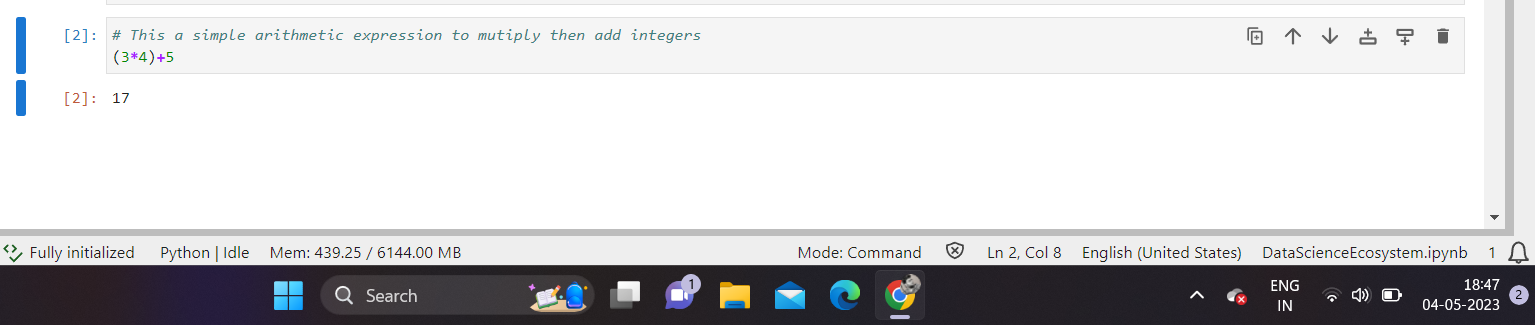 [2]: # This a simple arithmetic expression to mutiply then add integers
(3*4)+5
[2]: 17
Fully initialized Python | Idle Mem: 439.25 / 6144.00 MB Mode: Command Ln 2, Col 8 English (United States) DataScienceEcosystem.ipynb 1
Search 1 ENG 18:47
IN 04-05-2023 2